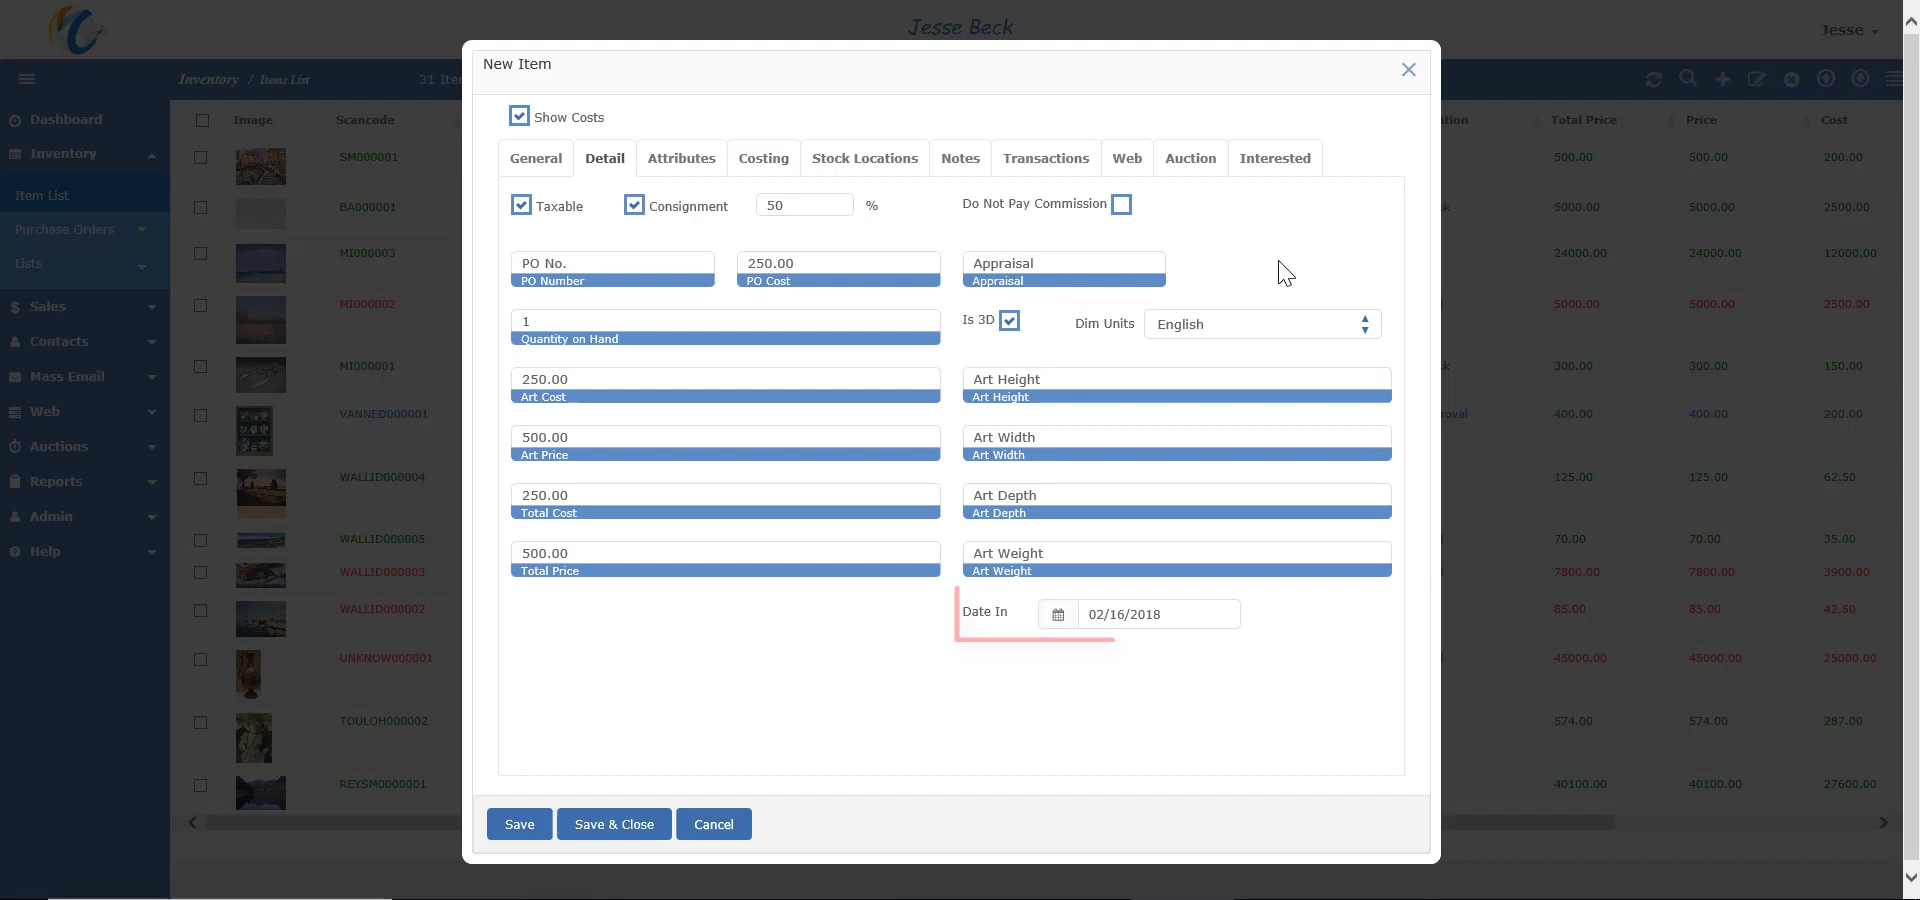 Jesse Beck
Jesse
Inventory / Items List
31 Ite
New Item
Show Costs
General Detail Attributes Costing Stock Locations Notes Transactions Web Auction Interested
Taxable Consignment 50 % Do Not Pay Commission
PO No. 250.00 Appraisal
PO Number PO Cost Appraisal
1 Is 3D Dim Units English
Quantity on Hand
250.00 Art Height
Art Cost Art Height
500.00 Art Width
Art Price Art Width
250.00 Art Depth
Total Cost Art Depth
500.00 Art Weight
Total Price Art Weight
Date In 02/16/2018
Save Save & Close Cancel
Dashboard
Inventory
Item List
Purchase Orders
Lists
Sales
Contacts
Mass Email
Web
Auctions
Reports
Admin
Help
Image Scancode tion Total Price Price Cost
SM000001 500.00 500.00 200.00
BA000001 k 5000.00 5000.00 2500.00
MI000003 24000.00 24000.00 12000.00
MI000002 5000.00 5000.00 2500.00
MI000001 k 300.00 300.00 150.00
VANNED000001 roval 400.00 400.00 200.00
WALLID000004 125.00 125.00 62.50
WALLID000005 70.00 70.00 35.00
WALLID000003 7800.00 7800.00 3900.00
WALLID000002 85.00 85.00 42.50
UNKNOW000001 45000.00 45000.00 25000.00
TOULOH000002 574.00 574.00 287.00
REYSM0000001 40100.00 40100.00 27600.00